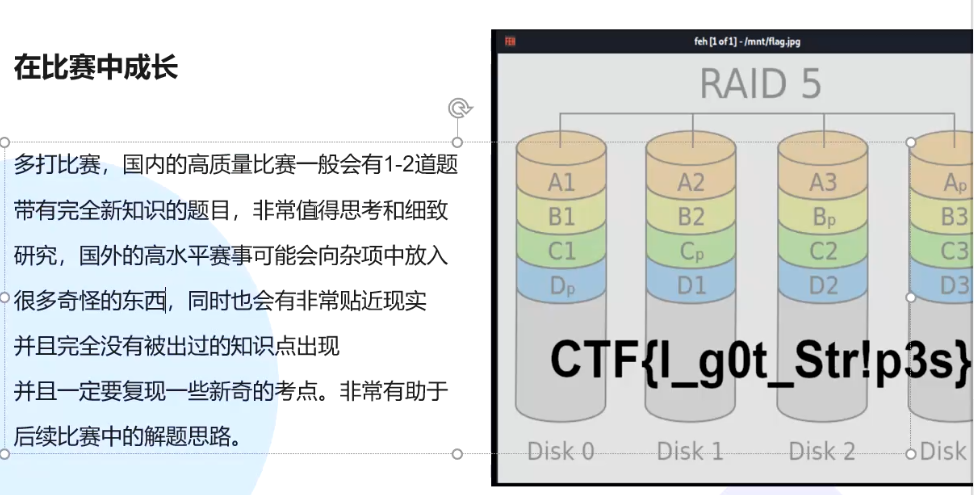 在比赛中成长
多打比赛，国内的高质量比赛一般会有1-2道题
带有完全新知识的题目，非常值得思考和细致
研究，国外的高水平赛事可能会向杂项中放入
很多奇怪的东西，同时也会有非常贴近现实
并且完全没有被出过的知识点出现
并且一定要复现一些新奇的考点。非常有助于
后续比赛中的解题思路。
feh [1 of 1] - /mnt/flag.jpg
RAID 5
A1 A2 A3 Ap
B1 B2 Bp B3
C1 Cp C2 C3
Dp D1 D2 D3
CTF{I_g0t_Str!p3s}
Disk 0 Disk 1 Disk 2 Disk